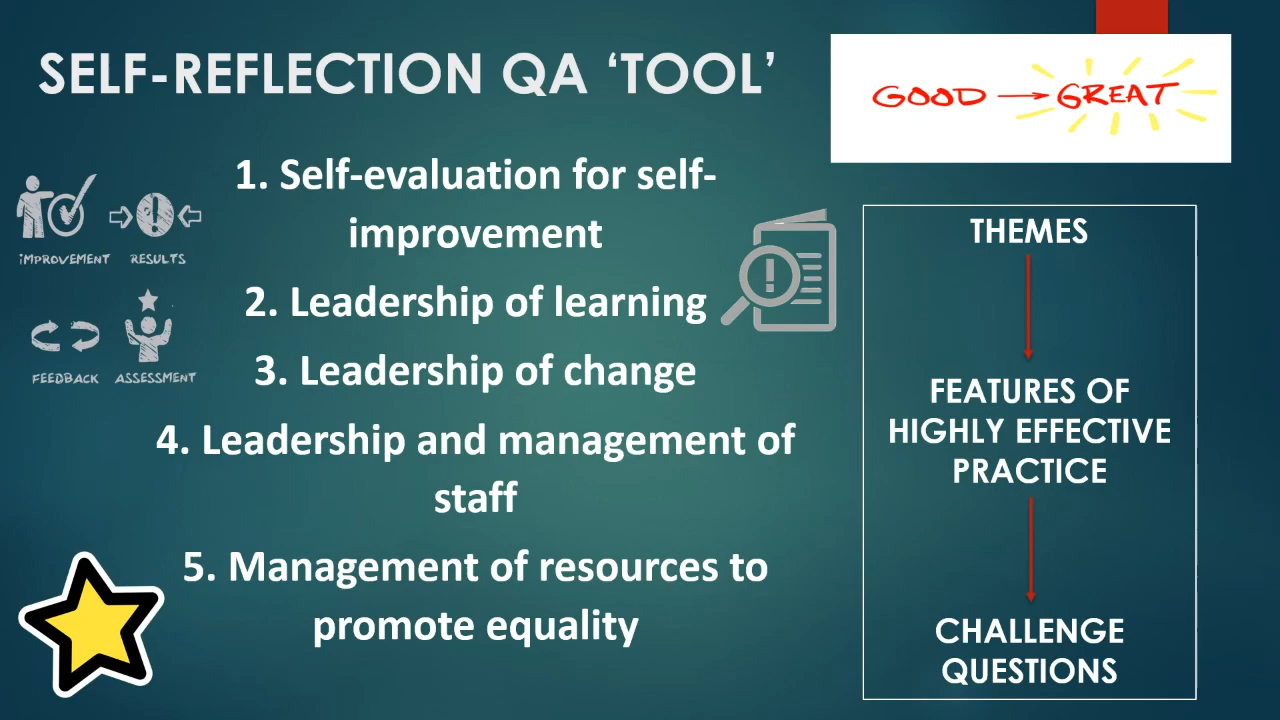 SELF-REFLECTION QA ‘TOOL’
GOOD → GREAT
1. Self-evaluation for self-
improvement
2. Leadership of learning
3. Leadership of change
4. Leadership and management of
staff
5. Management of resources to
promote equality
iMPROVEMENT
RESULTS
FEEDBACK
ASSESSMENT
THEMES
FEATURES OF
HIGHLY EFFECTIVE
PRACTICE
CHALLENGE
QUESTIONS